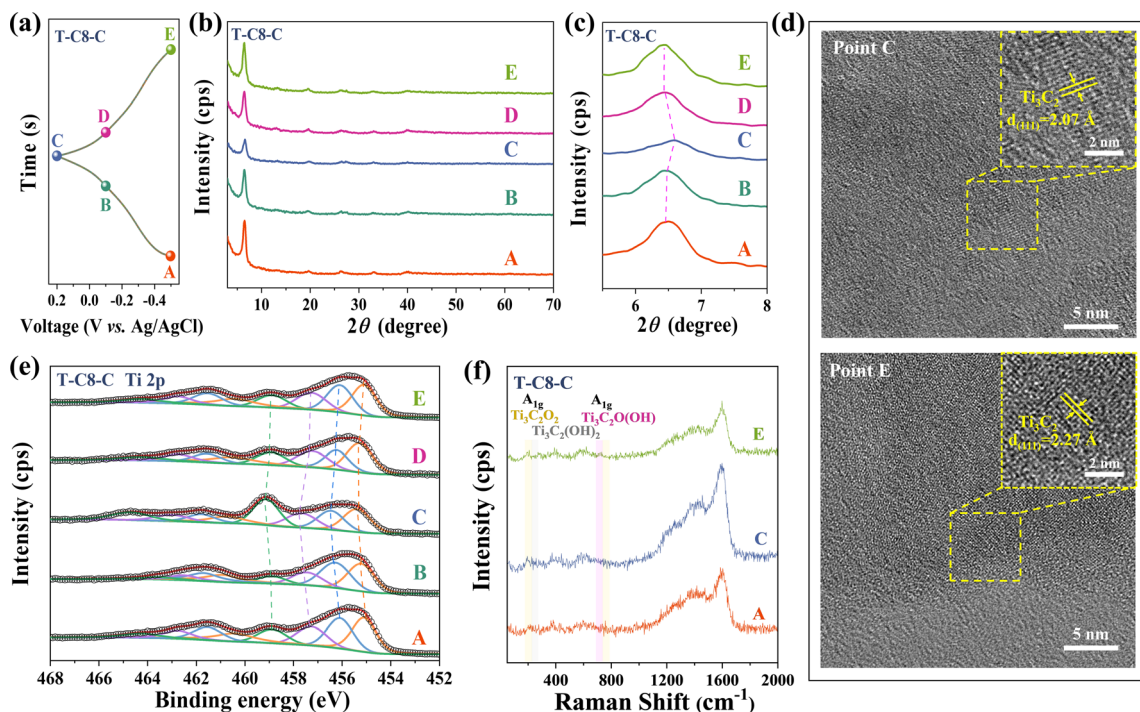 (a)
T-C8-C
E
D
C
B
A
Time (s)
0.2 0.0 -0.2 -0.4
Voltage (V vs. Ag/AgCl)
(b)
T-C8-C
E
D
C
B
A
Intensity (cps)
10 20 30 40 50 60 70
2θ (degree)
(c)
T-C8-C
E
D
C
B
A
Intensity (cps)
6 7 8
2θ (degree)
(d)
Point C
Ti₃C₂
d₍₁₁₁₎=2.07 Å
2 nm
5 nm
Point E
Ti₃C₂
d₍₁₁₁₎=2.27 Å
2 nm
5 nm
(e)
T-C8-C Ti 2p
E
D
C
B
A
Intensity (cps)
468 466 464 462 460 458 456 454 452
Binding energy (eV)
(f)
T-C8-C
A₁g A₁g
Ti₃C₂O₂ Ti₃C₂O(OH)
Ti₃C₂(OH)₂
E
C
A
Intensity (cps)
400 800 1200 1600 2000
Raman Shift (cm⁻¹)